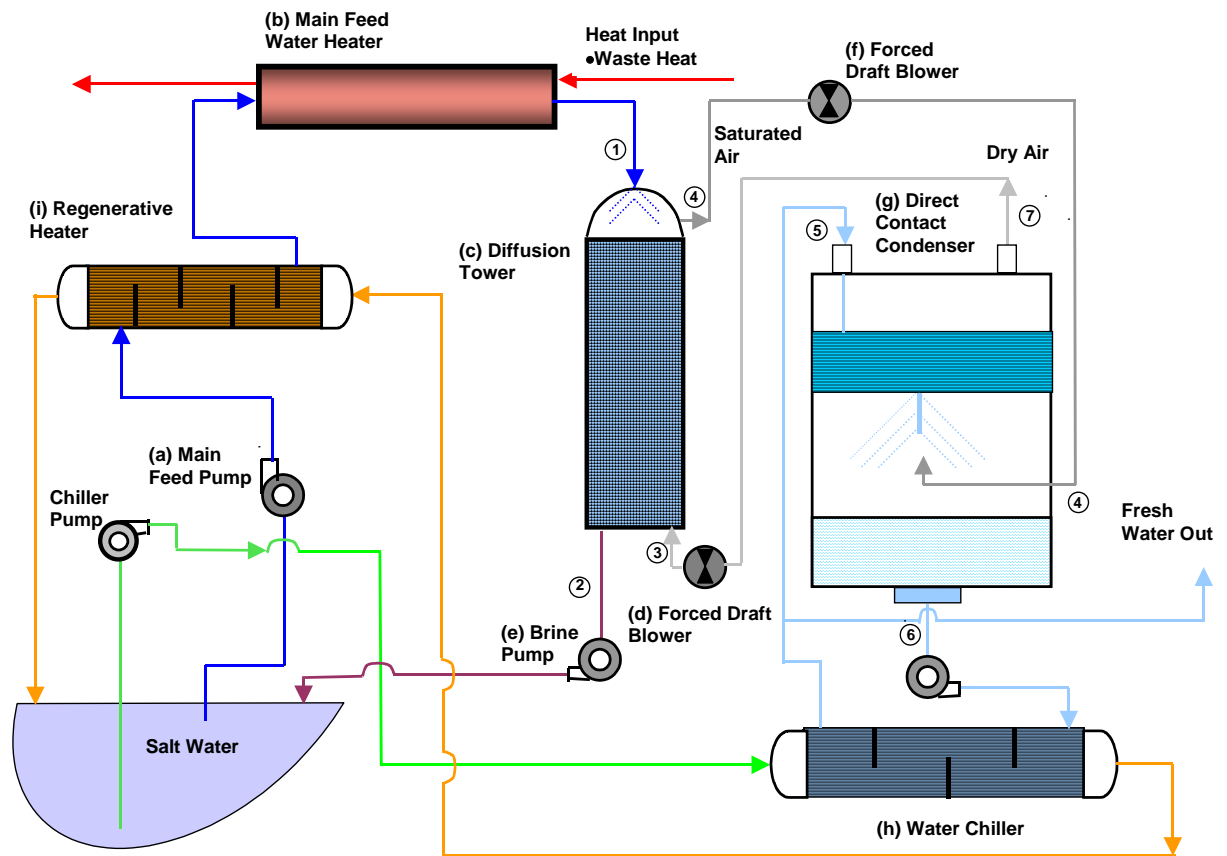 (b) Main Feed
Water Heater
Heat Input
•Waste Heat
(f) Forced
Draft Blower
1
Saturated
Air
4
Dry Air
(i) Regenerative
Heater
(c) Diffusion
Tower
5
(g) Direct
Contact
Condenser
7
(a) Main
Feed Pump
Chiller
Pump
4
Fresh
Water Out
3
2
(d) Forced Draft
Blower
(e) Brine
Pump
6
Salt Water
(h) Water Chiller